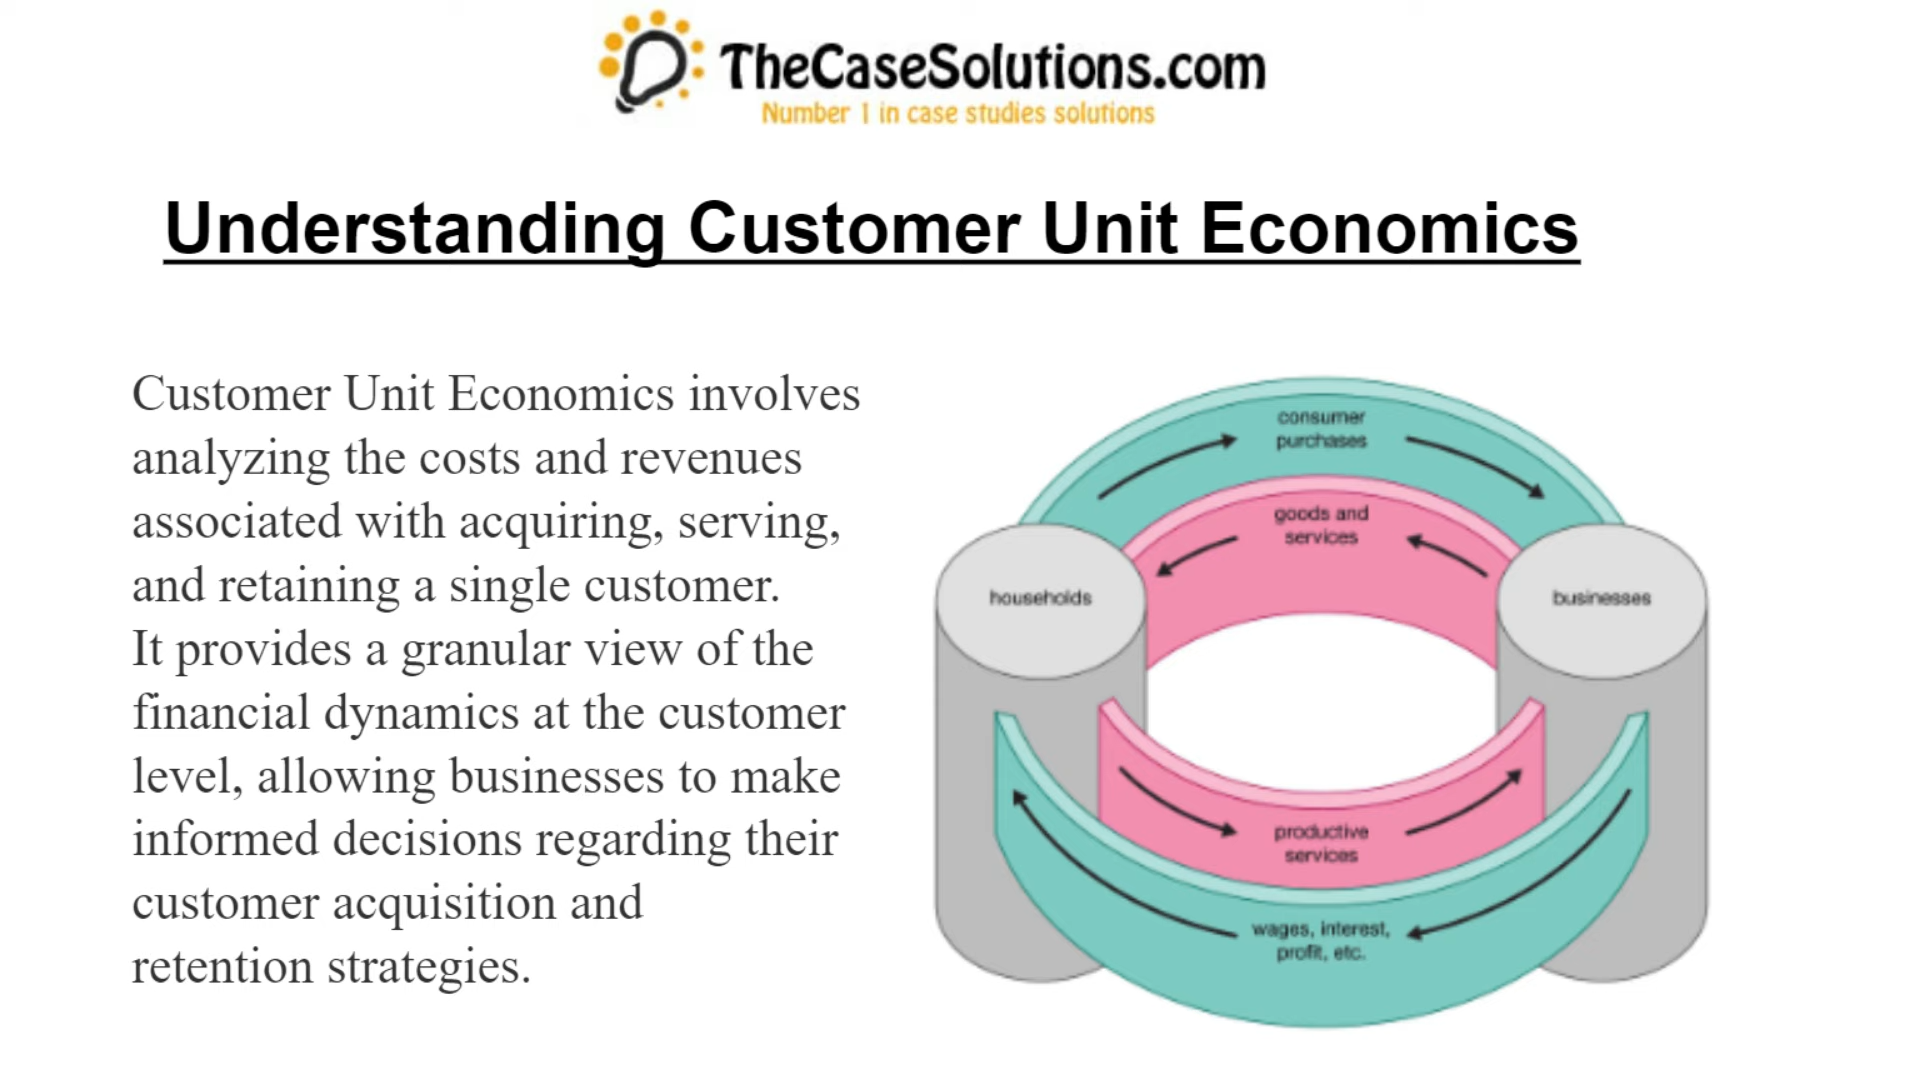 TheCaseSolutions.com
Number 1 in case studies solutions
Understanding Customer Unit Economics
Customer Unit Economics involves
analyzing the costs and revenues
associated with acquiring, serving,
and retaining a single customer.
It provides a granular view of the
financial dynamics at the customer
level, allowing businesses to make
informed decisions regarding their
customer acquisition and
retention strategies.
consumer
purchases
goods and
services
households
businesses
productive
services
wages, interest,
profit, etc.